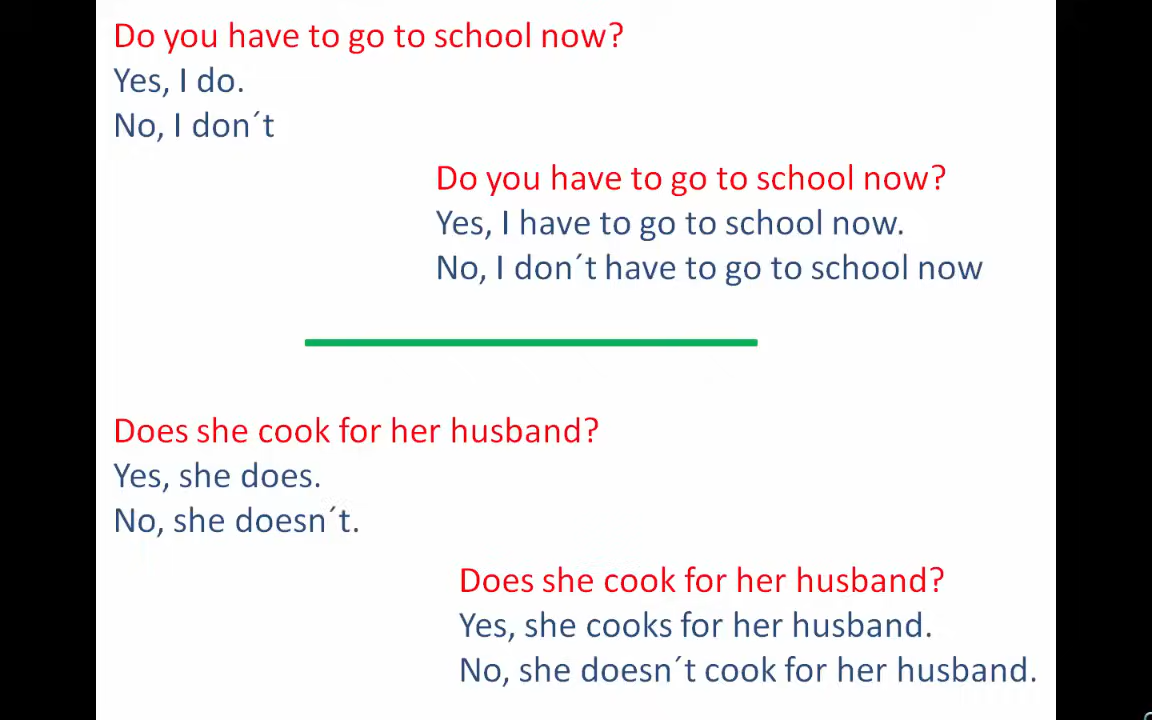 Do you have to go to school now?
Yes, I do.
No, I don´t
Do you have to go to school now?
Yes, I have to go to school now.
No, I don´t have to go to school now
Does she cook for her husband?
Yes, she does.
No, she doesn´t.
Does she cook for her husband?
Yes, she cooks for her husband.
No, she doesn´t cook for her husband.